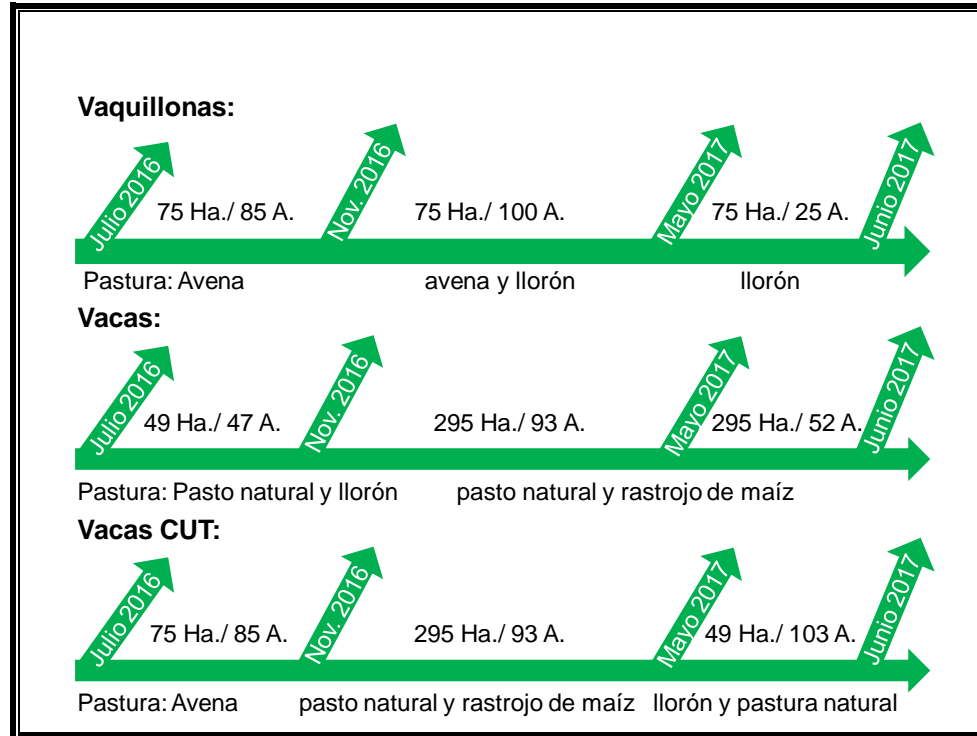 Vaquillonas:
Julio 2016
Nov. 2016
Mayo 2017
Junio 2017
75 Ha./ 85 A.
75 Ha./ 100 A.
75 Ha./ 25 A.
Pastura: Avena
avena y llorón
llorón
Vacas:
Julio 2016
Nov. 2016
Mayo 2017
Junio 2017
49 Ha./ 47 A.
295 Ha./ 93 A.
295 Ha./ 52 A.
Pastura: Pasto natural y llorón
pasto natural y rastrojo de maíz
Vacas CUT:
Julio 2016
Nov. 2016
Mayo 2017
Junio 2017
75 Ha./ 85 A.
295 Ha./ 93 A.
49 Ha./ 103 A.
Pastura: Avena
pasto natural y rastrojo de maíz
llorón y pastura natural